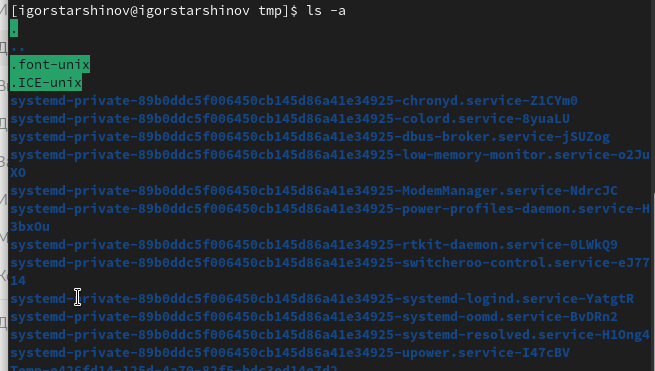 [igorstarshinov@igorstarshinov tmp]$ ls -a
.
..
.font-unix
.ICE-unix
systemd-private-89b0ddc5f006450cb145d86a41e34925-chronyd.service-Z1CYm0
systemd-private-89b0ddc5f006450cb145d86a41e34925-colord.service-8yuaLU
systemd-private-89b0ddc5f006450cb145d86a41e34925-dbus-broker.service-jSUZog
systemd-private-89b0ddc5f006450cb145d86a41e34925-low-memory-monitor.service-o2Ju
XO
systemd-private-89b0ddc5f006450cb145d86a41e34925-ModemManager.service-NdrcJC
systemd-private-89b0ddc5f006450cb145d86a41e34925-power-profiles-daemon.service-H
3bxOu
systemd-private-89b0ddc5f006450cb145d86a41e34925-rtkit-daemon.service-0LWkQ9
systemd-private-89b0ddc5f006450cb145d86a41e34925-switcheroo-control.service-eJ77
14
systemd-private-89b0ddc5f006450cb145d86a41e34925-systemd-logind.service-YatgtR
systemd-private-89b0ddc5f006450cb145d86a41e34925-systemd-oomd.service-BvDRn2
systemd-private-89b0ddc5f006450cb145d86a41e34925-systemd-resolved.service-H1Ong4
systemd-private-89b0ddc5f006450cb145d86a41e34925-upower.service-I47cBV